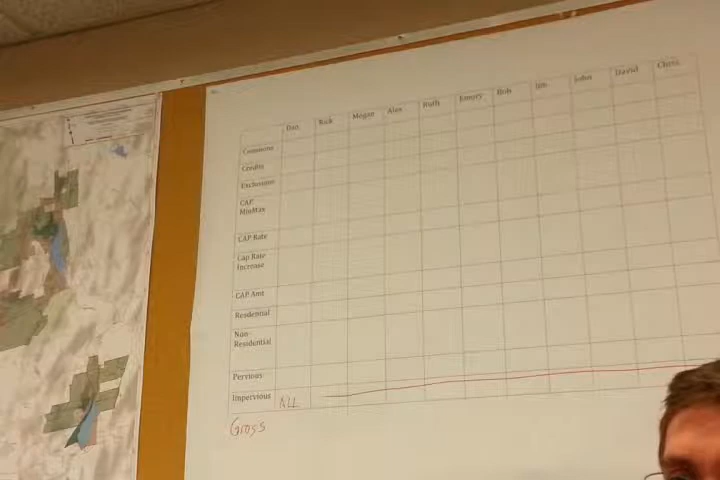 Dan Rick Megan Alex Ruth Emory Bob Jim John David Chris
Commons
Credits
Exclusions
CAP
MinMax
CAP Rate
Cap Rate
Increase
CAP Amt
Residential
Non-
Residential
Pervious
Impervious ALL
Gross